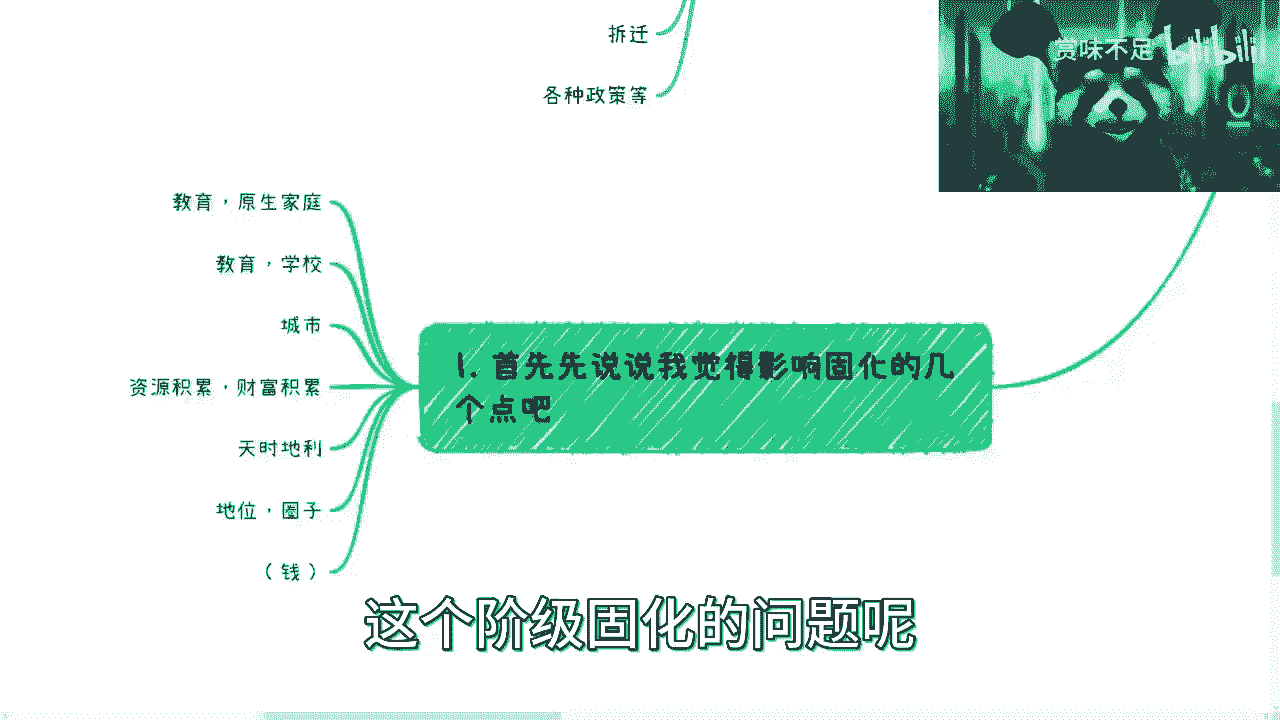 拆迁
各种政策等
赏味不足 bilibili
教育，原生家庭
教育，学校
城市
资源积累，财富积累
天时地利
地位，圈子
（钱）
1. 首先先说说我觉得影响固化的几
个点吧
这个阶级固化的问题呢